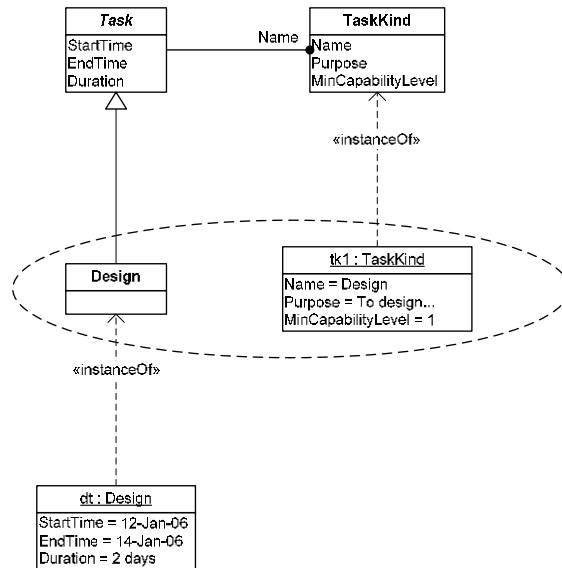 Task
StartTime
EndTime
Duration
Name
TaskKind
Name
Purpose
MinCapabilityLevel
«instanceOf»
Design
tk1 : TaskKind
Name = Design
Purpose = To design...
MinCapabilityLevel = 1
«instanceOf»
dt : Design
StartTime = 12-Jan-06
EndTime = 14-Jan-06
Duration = 2 days